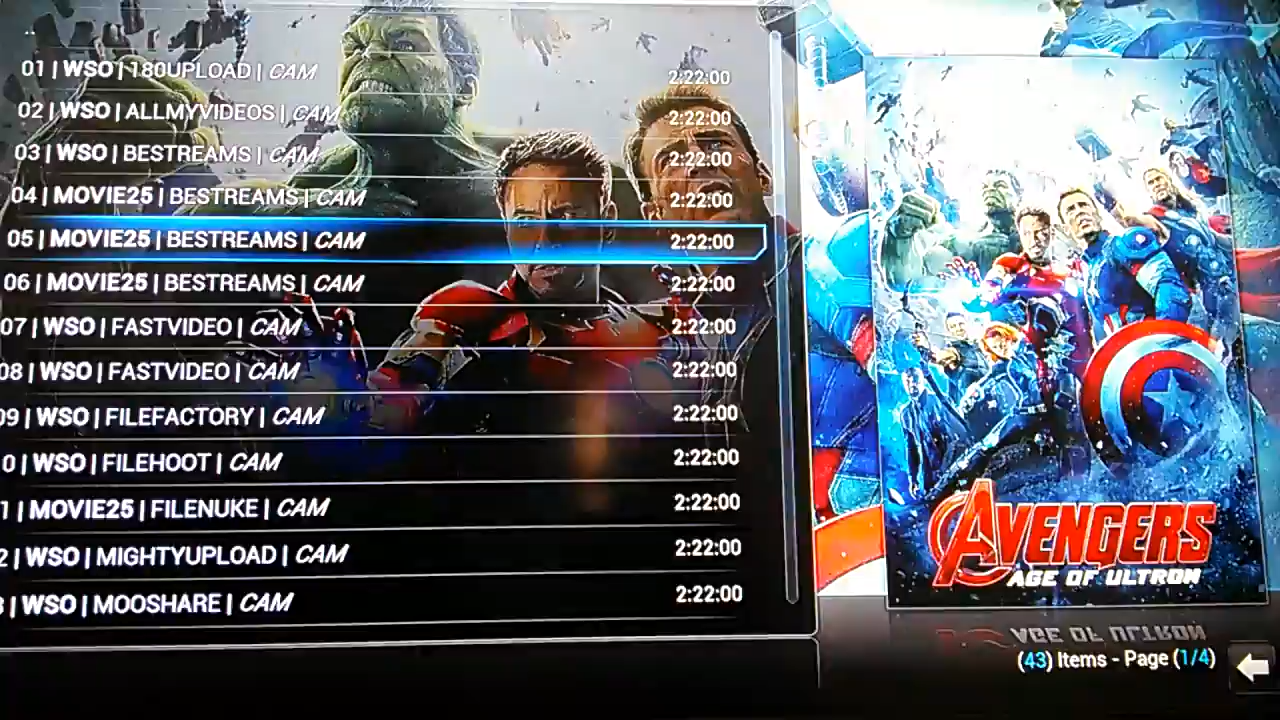 ..
01 | WSO | 180UPLOAD | CAM 2:22:00
02 | WSO | ALLMYVIDEOS | CAM 2:22:00
03 | WSO | BESTREAMS | CAM 2:22:00
04 | MOVIE25 | BESTREAMS | CAM 2:22:00
05 | MOVIE25 | BESTREAMS | CAM 2:22:00
06 | MOVIE25 | BESTREAMS | CAM 2:22:00
07 | WSO | FASTVIDEO | CAM 2:22:00
08 | WSO | FASTVIDEO | CAM 2:22:00
09 | WSO | FILEFACTORY | CAM 2:22:00
0 | WSO | FILEHOOT | CAM 2:22:00
1 | MOVIE25 | FILENUKE | CAM 2:22:00
2 | WSO | MIGHTYUPLOAD | CAM 2:22:00
3 | WSO | MOOSHARE | CAM 2:22:00
AVENGERS
AGE OF ULTRON
(43) Items - Page (1/4)